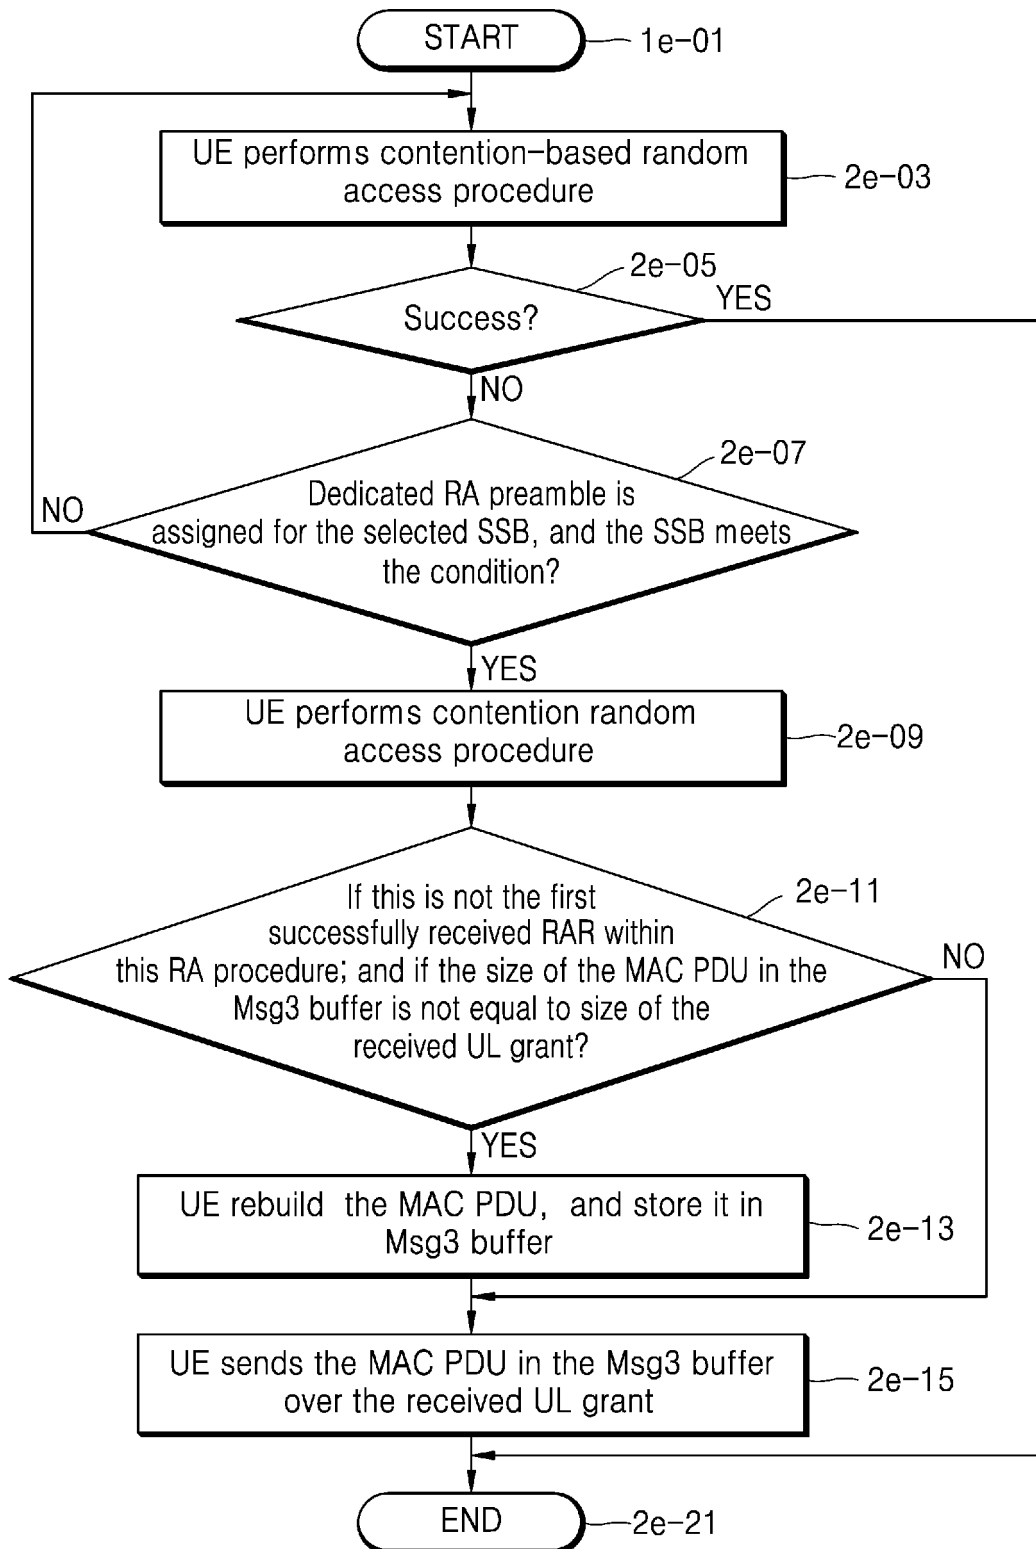 START
1e-01
UE performs contention-based random
access procedure
2e-03
2e-05
YES
Success?
NO
2e-07
Dedicated RA preamble is
NO
assigned for the selected SSB, and the SSB meets
the condition?
YES
UE performs contention random
access procedure
2e-09
If this is not the first
2e-11
successfully received RAR within
NO
this RA procedure; and if the size of the MAC PDU in the
Msg3 buffer is not equal to size of the
received UL grant?
YES
UE rebuild the MAC PDU, and store it in
Msg3 buffer
2e-13
UE sends the MAC PDU in the Msg3 buffer
over the received UL grant
2e-15
END
2e-21